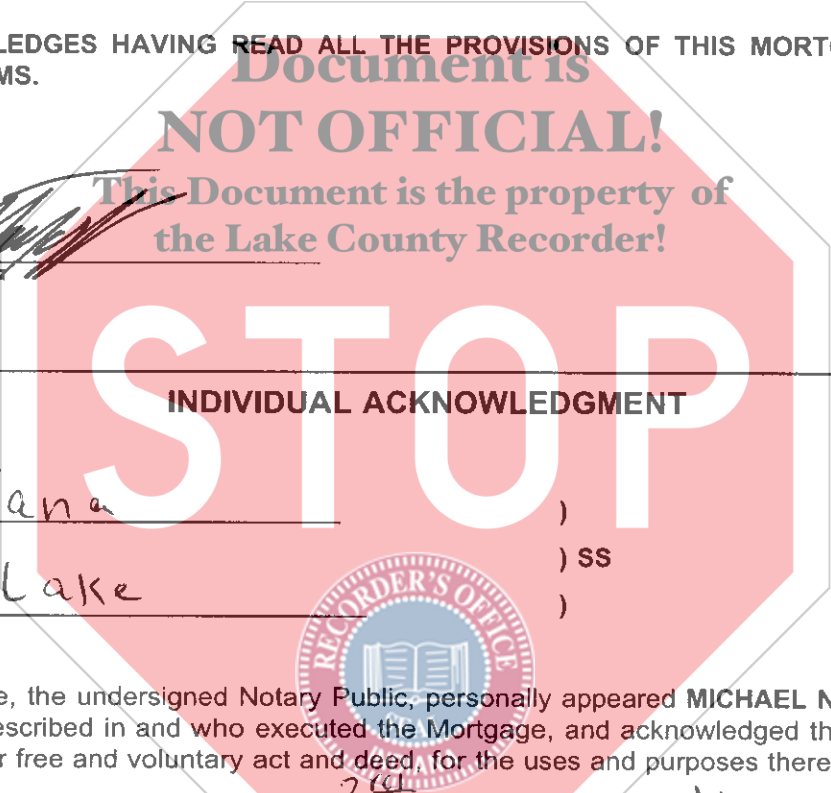 LEDGES HAVING READ ALL THE PROVISIONS OF THIS MORT
MS.
Document is
NOT OFFICIAL!
This Document is the property of
the Lake County Recorder!
STOP
INDIVIDUAL ACKNOWLEDGMENT
ana )
) SS
Lake )
RECORDER'S OFFICE
e, the undersigned Notary Public, personally appeared MICHAEL N
escribed in and who executed the Mortgage, and acknowledged th
r free and voluntary act and deed, for the uses and purposes there